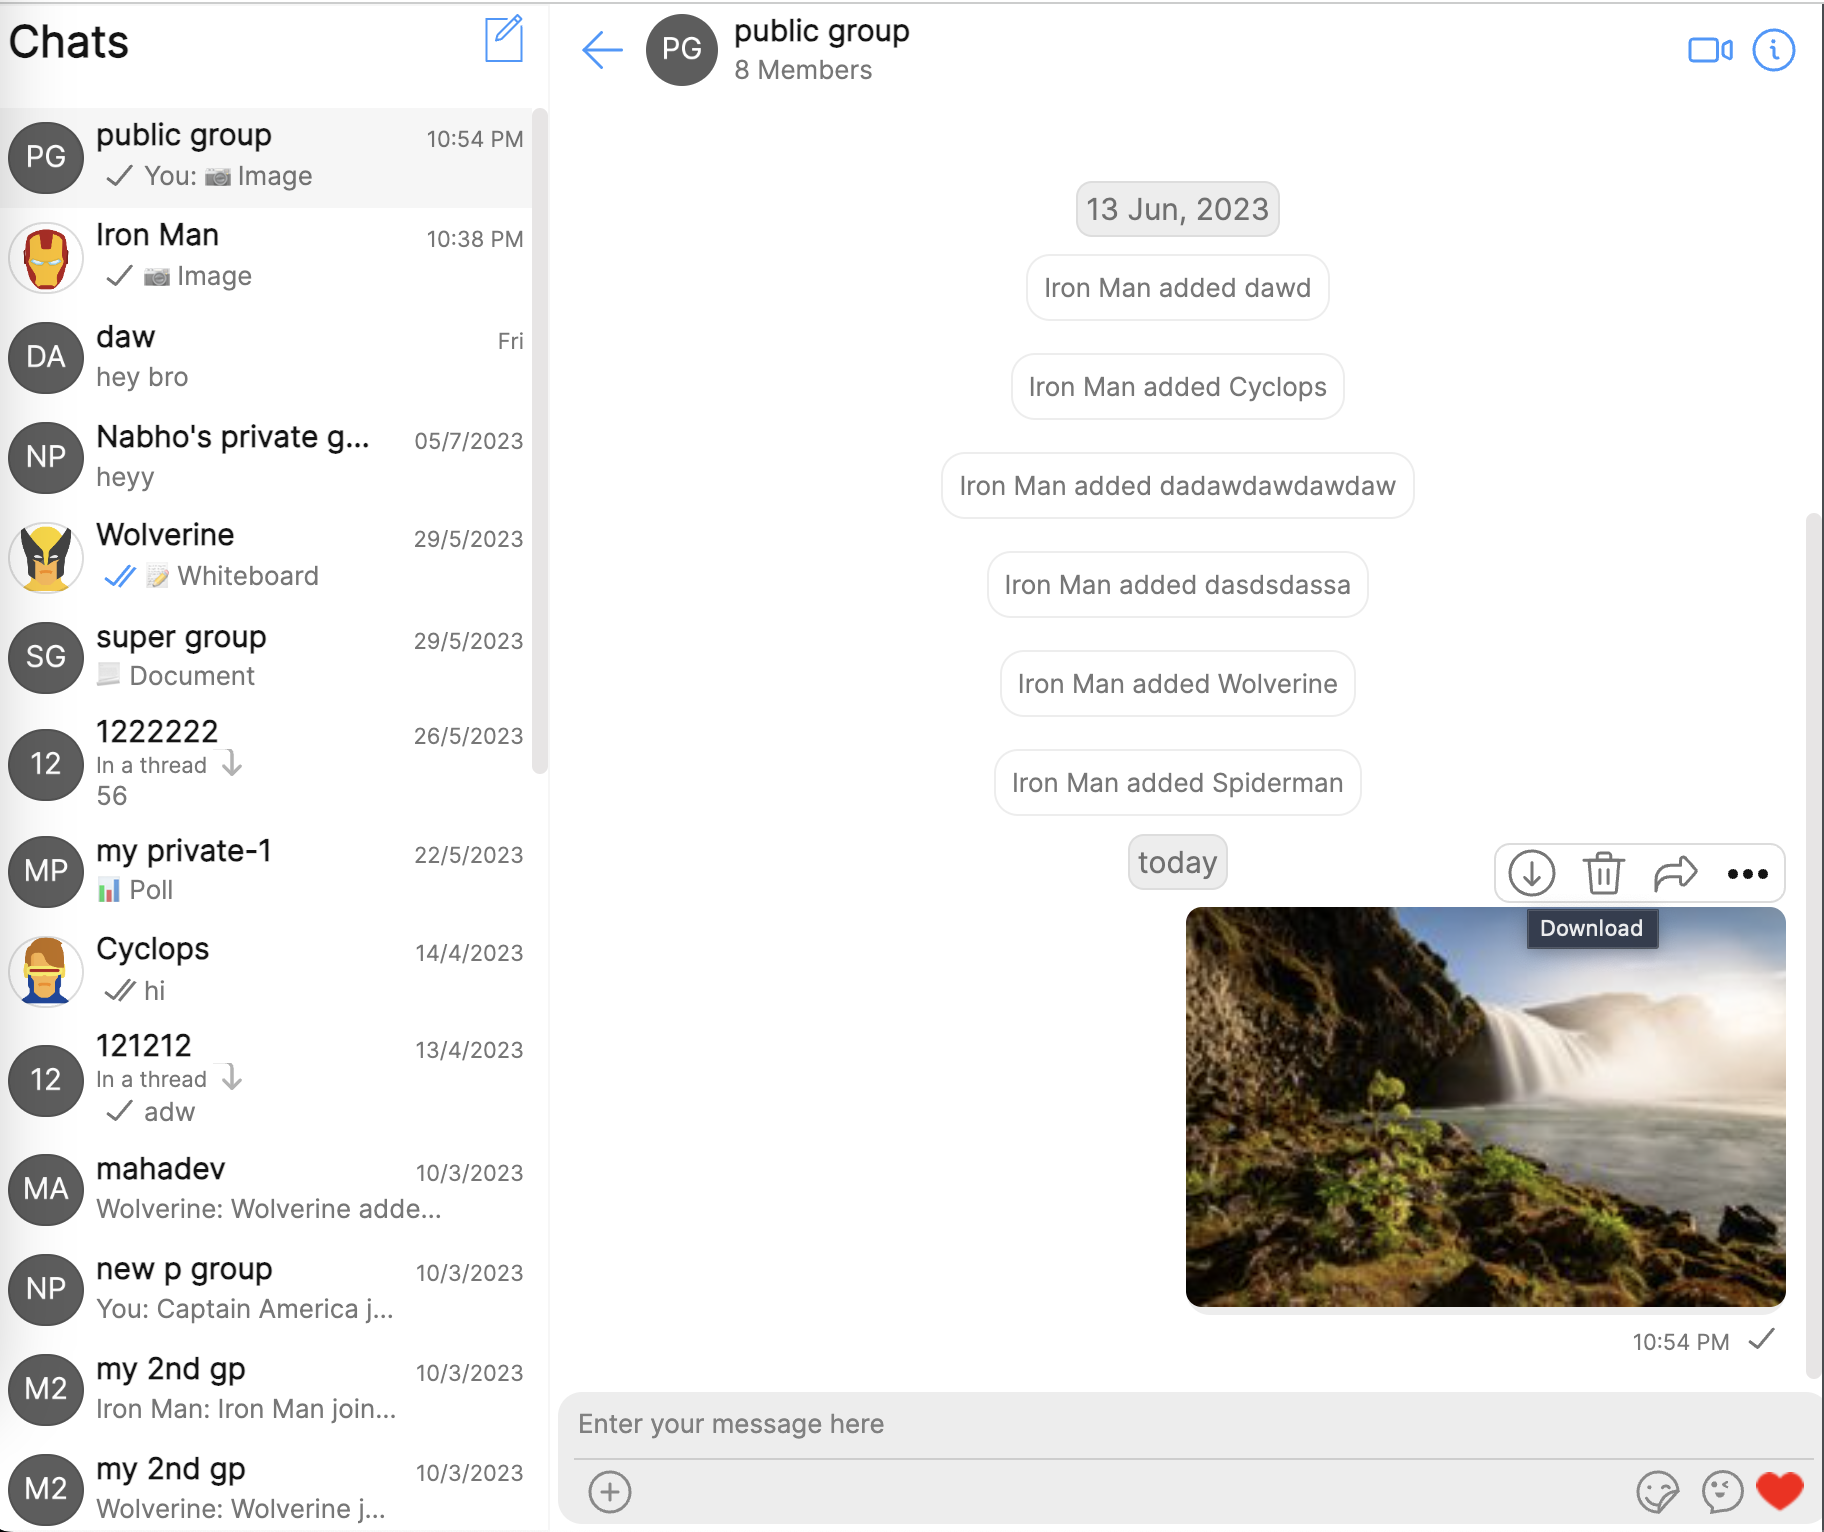 Chats
PG
public group
10:54 PM
You: Image
Iron Man
10:38 PM
Image
DA
daw
Fri
hey bro
NP
Nabho's private g...
05/7/2023
heyy
Wolverine
29/5/2023
Whiteboard
SG
super group
29/5/2023
Document
12
1222222
26/5/2023
In a thread
56
MP
my private-1
22/5/2023
Poll
Cyclops
14/4/2023
hi
12
121212
13/4/2023
In a thread
adw
MA
mahadev
10/3/2023
Wolverine: Wolverine adde...
NP
new p group
10/3/2023
You: Captain America j...
M2
my 2nd gp
10/3/2023
Iron Man: Iron Man join...
M2
my 2nd gp
10/3/2023
Wolverine: Wolverine j...
PG
public group
8 Members
13 Jun, 2023
Iron Man added dawd
Iron Man added Cyclops
Iron Man added dadawdawdawdaw
Iron Man added dasdsdassa
Iron Man added Wolverine
Iron Man added Spiderman
today
Download
10:54 PM
Enter your message here